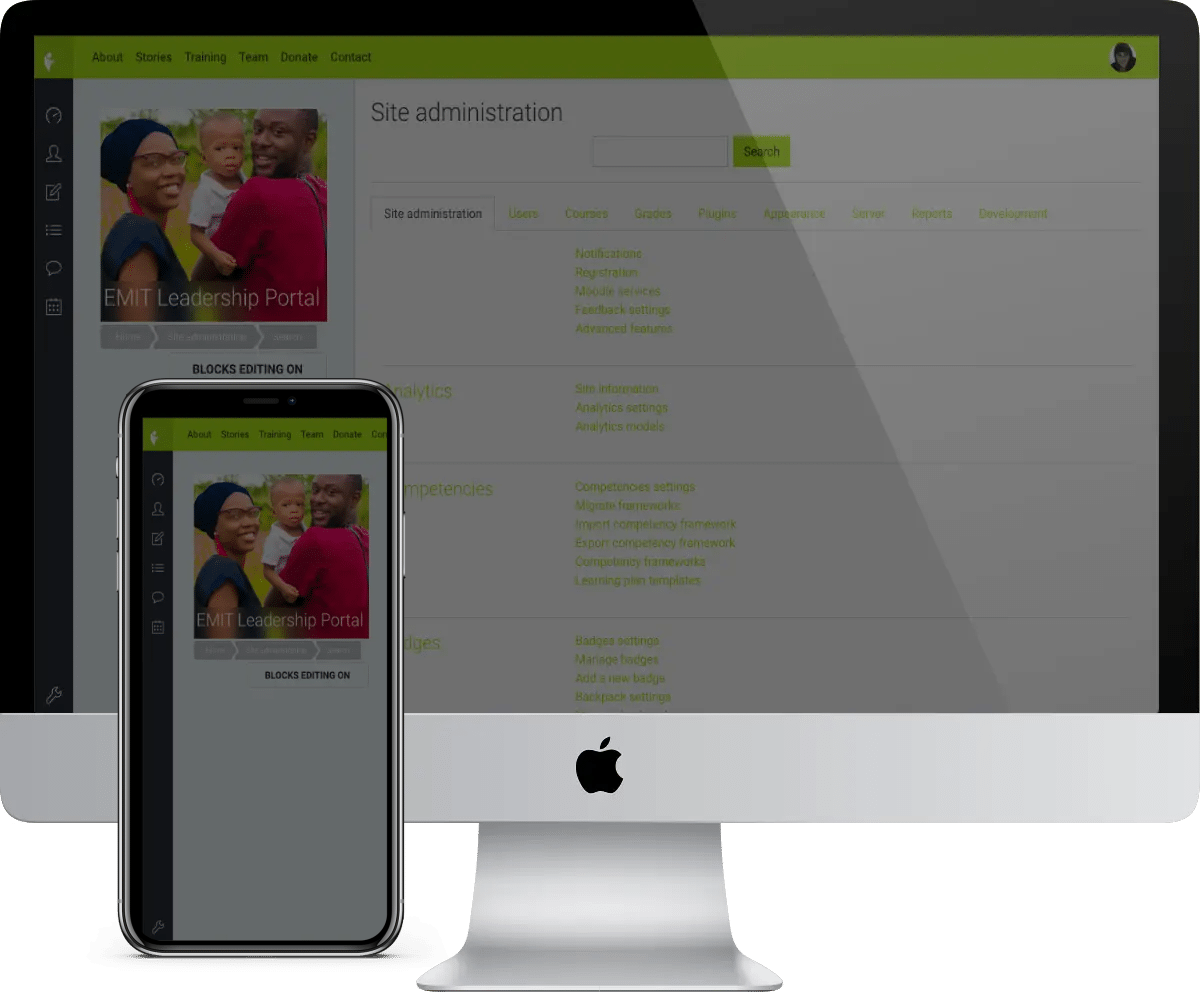 About Stories Training Team Donate Contact
Site administration
Search
Site administration Users Courses Grades Plugins Appearance Server Reports Development
Notifications
Registration
Moodle services
Feedback settings
Advanced features
EMIT Leadership Portal
Home Site administration Search
BLOCKS EDITING ON
nalytics
Site information
Analytics settings
Analytics models
mpetencies
Competencies settings
Migrate frameworks
Import competency framework
Export competency framework
Competency frameworks
Learning plan templates
dges
Badges settings
Manage badges
Add a new badge
Backpack settings
About Stories Training Team Donate Con
EMIT Leadership Portal
Home Site administration Search
BLOCKS EDITING ON